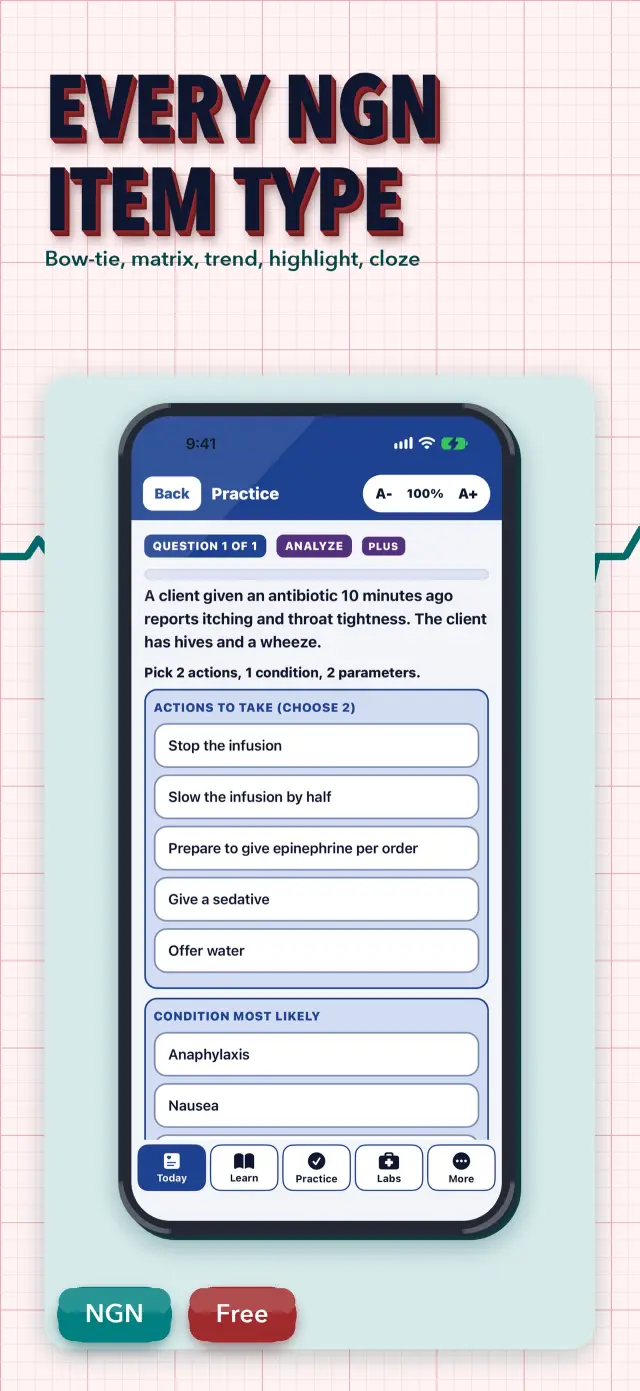 EVERY NGN
ITEM TYPE
Bow-tie, matrix, trend, highlight, cloze
9:41
Back
Practice
A-
100%
A+
QUESTION 1 OF 1
ANALYZE
PLUS
A client given an antibiotic 10 minutes ago
reports itching and throat tightness. The client
has hives and a wheeze.
Pick 2 actions, 1 condition, 2 parameters.
ACTIONS TO TAKE (CHOOSE 2)
Stop the infusion
Slow the infusion by half
Prepare to give epinephrine per order
Give a sedative
Offer water
CONDITION MOST LIKELY
Anaphylaxis
Nausea
Today
Learn
Practice
Labs
More
NGN
Free